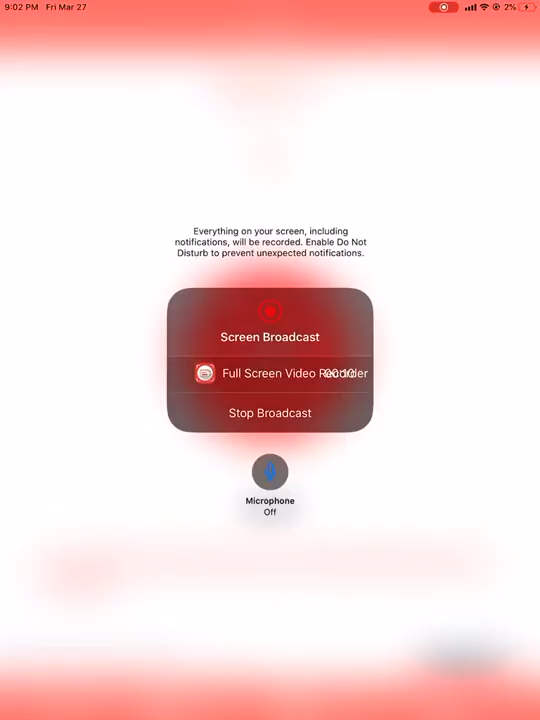 9:02 PM Fri Mar 27
2%
Everything on your screen, including
notifications, will be recorded. Enable Do Not
Disturb to prevent unexpected notifications.
Screen Broadcast
Full Screen Video Recorder
Stop Broadcast
Microphone
Off